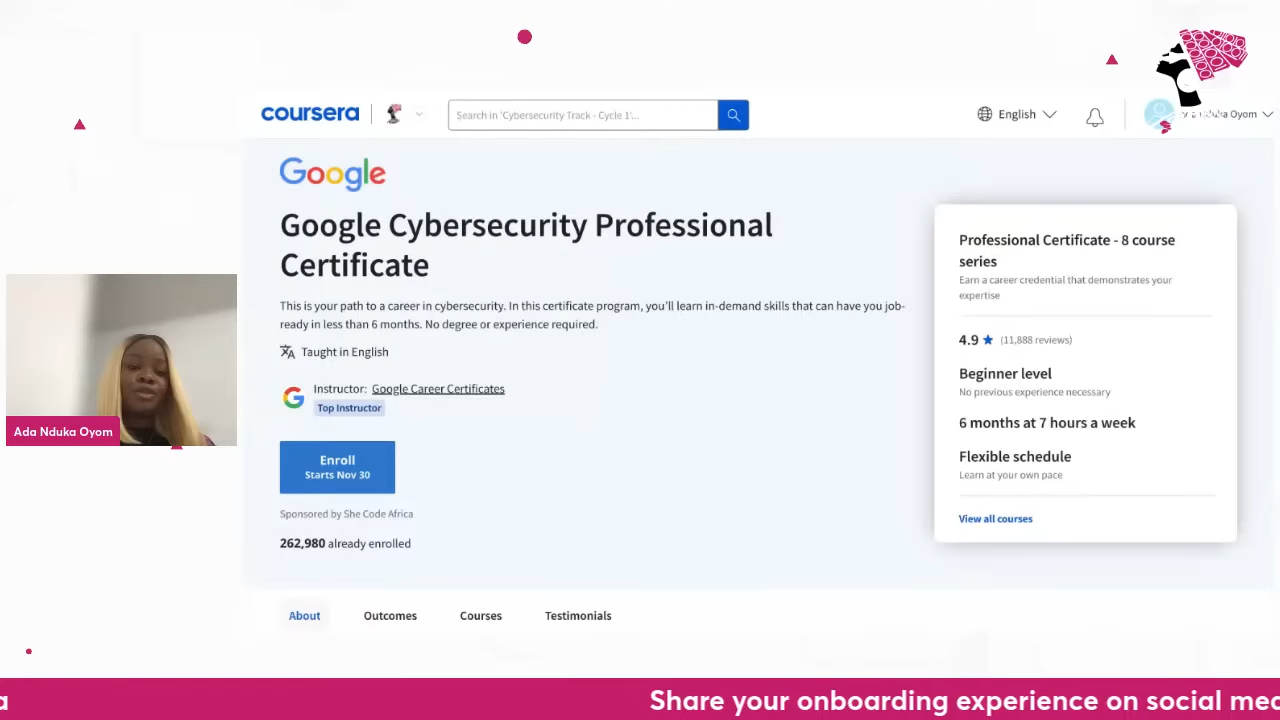 coursera
Search in 'Cybersecurity Track - Cycle 1'...
English
Nduka Oyom
Google
Google Cybersecurity Professional
Certificate
This is your path to a career in cybersecurity. In this certificate program, you'll learn in-demand skills that can have you job-
ready in less than 6 months. No degree or experience required.
Taught in English
Instructor: Google Career Certificates
Top Instructor
Enroll
Starts Nov 30
Sponsored by She Code Africa
262,980 already enrolled
Professional Certificate - 8 course
series
Earn a career credential that demonstrates your
expertise
4.9 ★ (11,888 reviews)
Beginner level
No previous experience necessary
6 months at 7 hours a week
Flexible schedule
Learn at your own pace
View all courses
Ada Nduka Oyom
About Outcomes Courses Testimonials
a Share your onboarding experience on social med